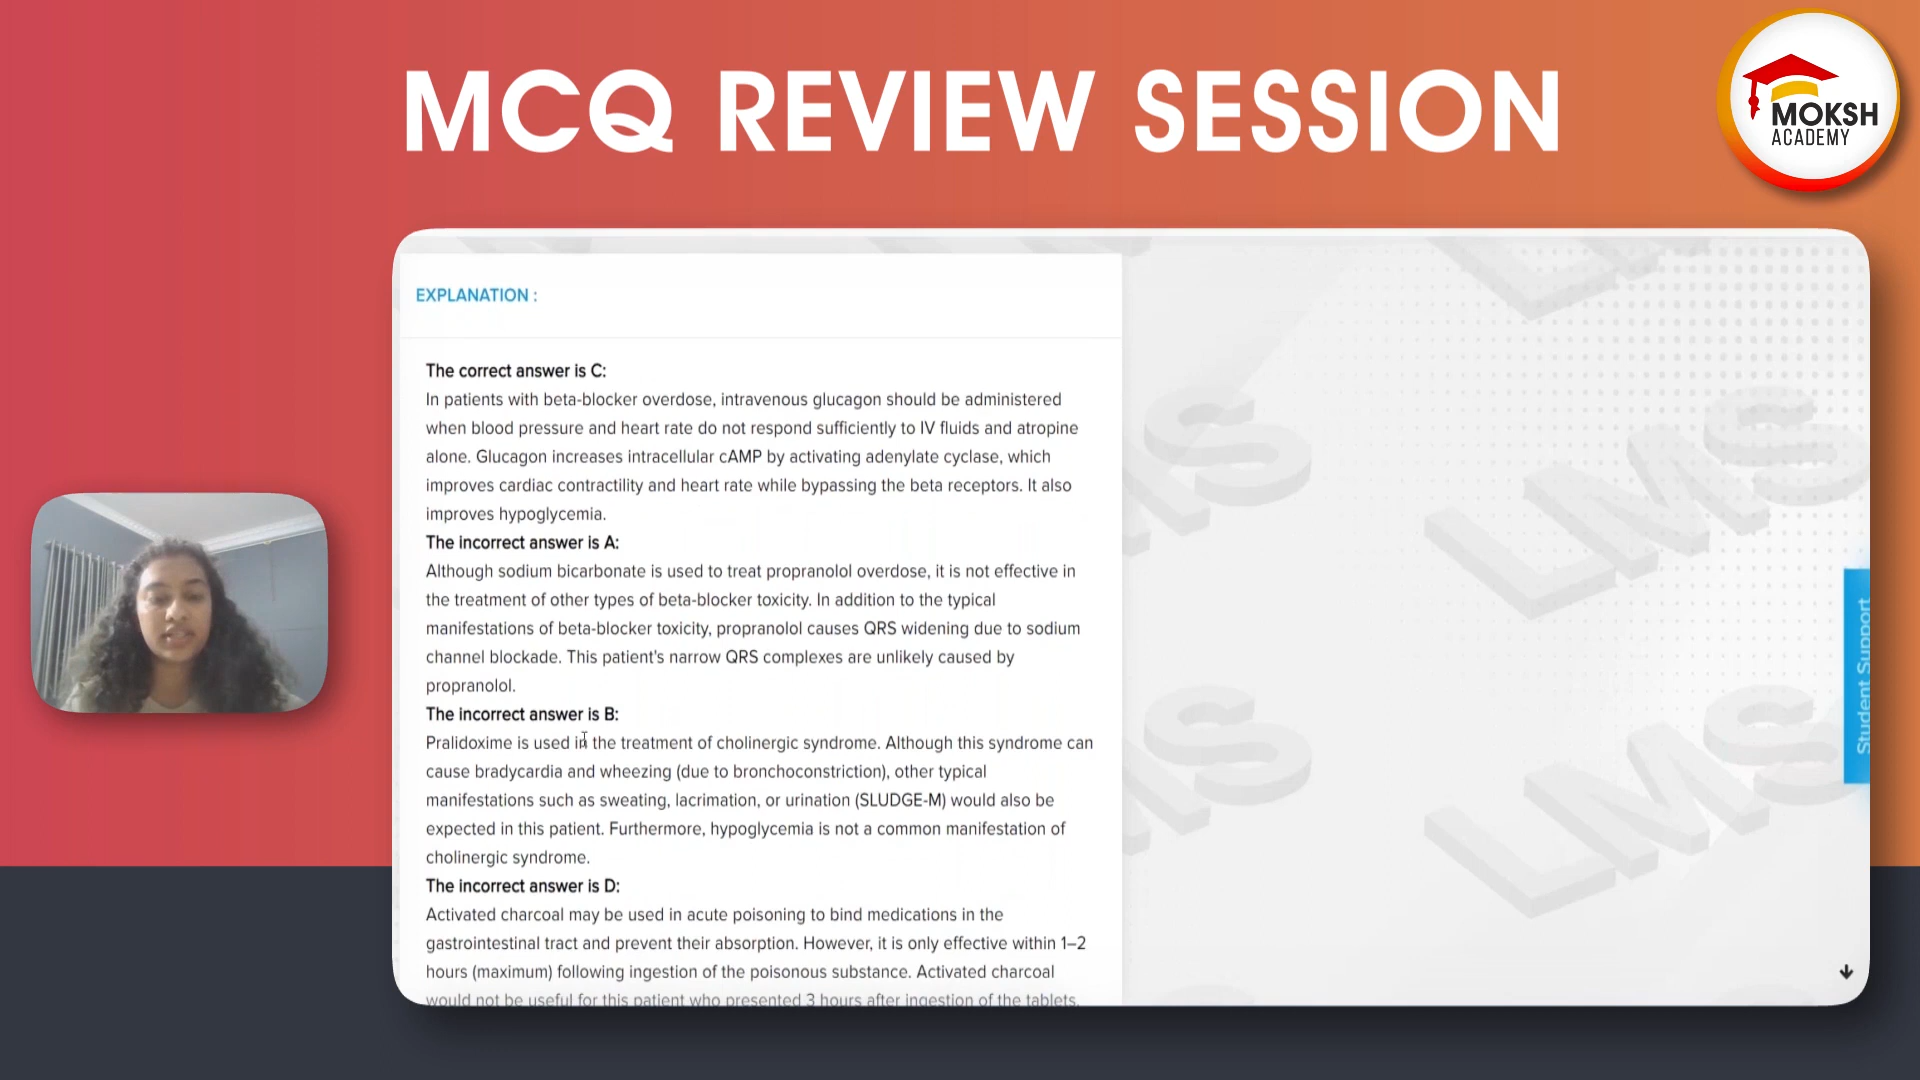 MCQ REVIEW SESSION
MOKSH
ACADEMY
EXPLANATION :
The correct answer is C:
In patients with beta-blocker overdose, intravenous glucagon should be administered
when blood pressure and heart rate do not respond sufficiently to IV fluids and atropine
alone. Glucagon increases intracellular cAMP by activating adenylate cyclase, which
improves cardiac contractility and heart rate while bypassing the beta receptors. It also
improves hypoglycemia.
The incorrect answer is A:
Although sodium bicarbonate is used to treat propranolol overdose, it is not effective in
the treatment of other types of beta-blocker toxicity. In addition to the typical
manifestations of beta-blocker toxicity, propranolol causes QRS widening due to sodium
channel blockade. This patient's narrow QRS complexes are unlikely caused by
propranolol.
The incorrect answer is B:
Pralidoxime is used in the treatment of cholinergic syndrome. Although this syndrome can
cause bradycardia and wheezing (due to bronchoconstriction), other typical
manifestations such as sweating, lacrimation, or urination (SLUDGE-M) would also be
expected in this patient. Furthermore, hypoglycemia is not a common manifestation of
cholinergic syndrome.
The incorrect answer is D:
Activated charcoal may be used in acute poisoning to bind medications in the
gastrointestinal tract and prevent their absorption. However, it is only effective within 1–2
hours (maximum) following ingestion of the poisonous substance. Activated charcoal
would not be useful for this patient who presented 3 hours after ingestion of the tablets.
LMS
LMS
Student Support